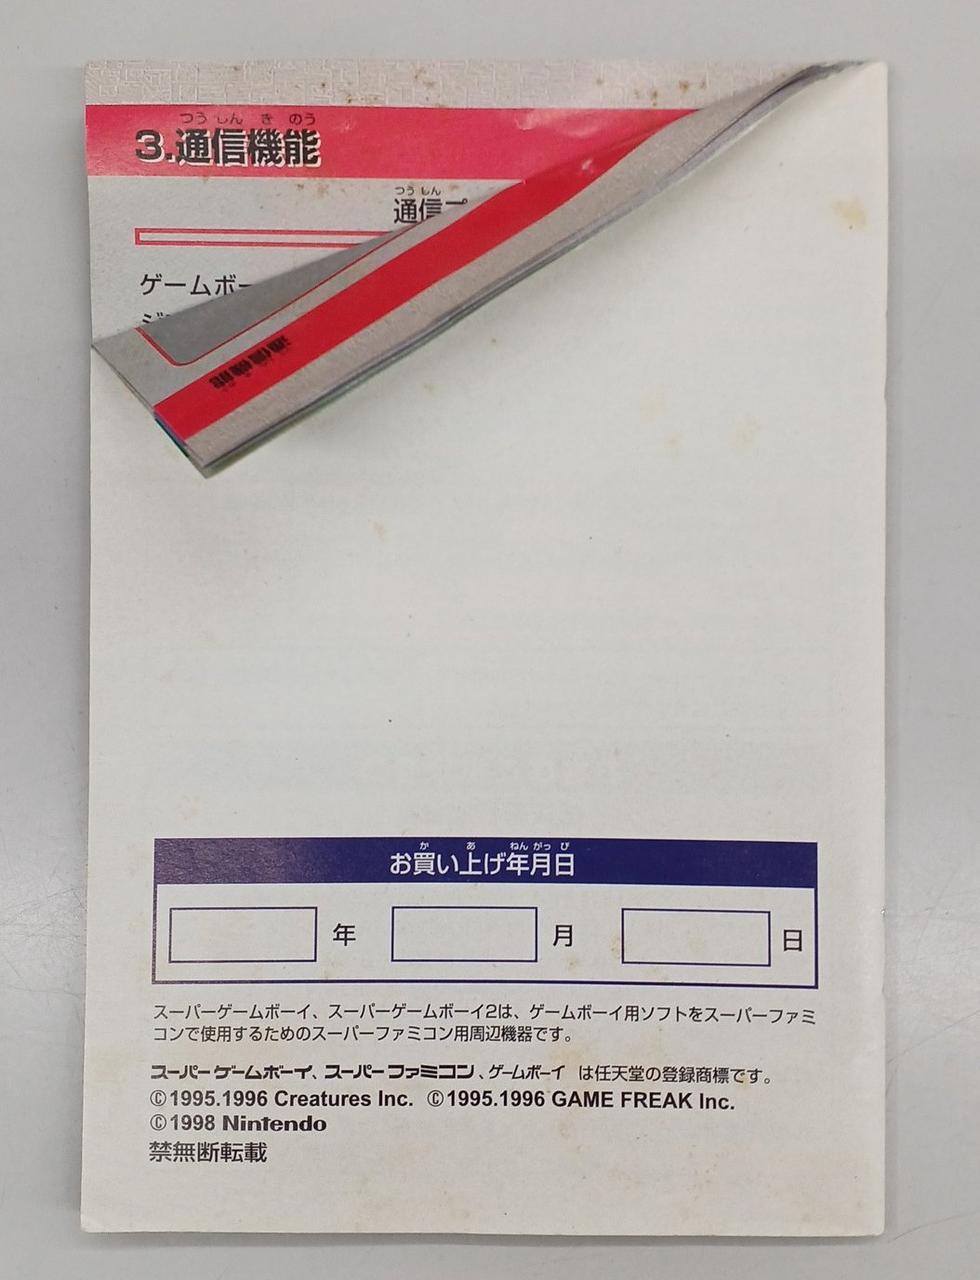 つうしん きのう
3.通信機能
つうしん
通信プ
ゲームボー
通信機能
か あ ねんがっぴ
お買い上げ年月日
年 月 日
スーパーゲームボーイ、スーパーゲームボーイ2は、ゲームボーイ用ソフトをスーパーファミ
コンで使用するためのスーパーファミコン用周辺機器です。
スーパーゲームボーイ、スーパーファミコン、ゲームボーイ は任天堂の登録商標です。
©1995.1996 Creatures Inc. ©1995.1996 GAME FREAK Inc.
©1998 Nintendo
禁無断転載